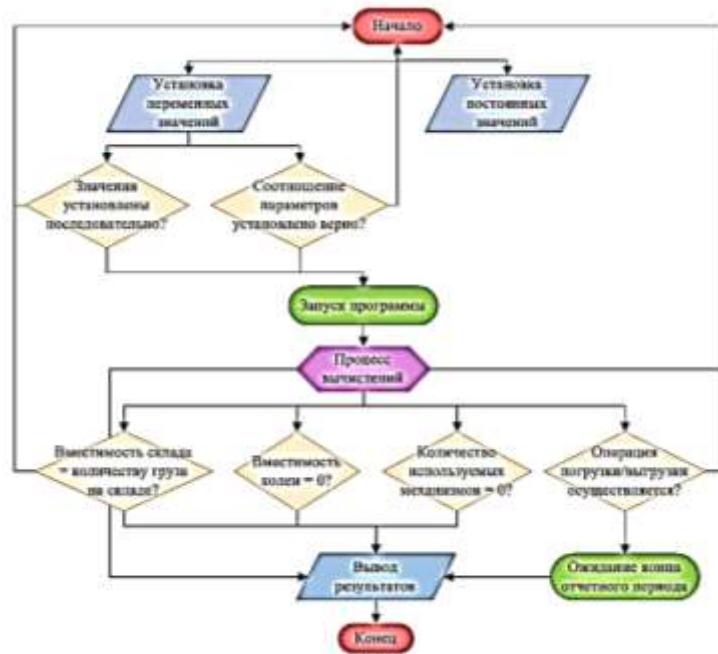 Начало
Установка
переменных
значений
Установка
постоянных
значений
Значения
установлены
последовательно?
Соотношение
параметров
установлено верно?
Запуск программы
Процесс
вычислений
Вместимость склада
= количеству груза
на складе?
Вместимость
колеи = 0?
Количество
используемых
механизмов = 0?
Операция
погрузки/выгрузки
осуществляется?
Вывод
результатов
Ожидание конца
отчетного периода
Конец